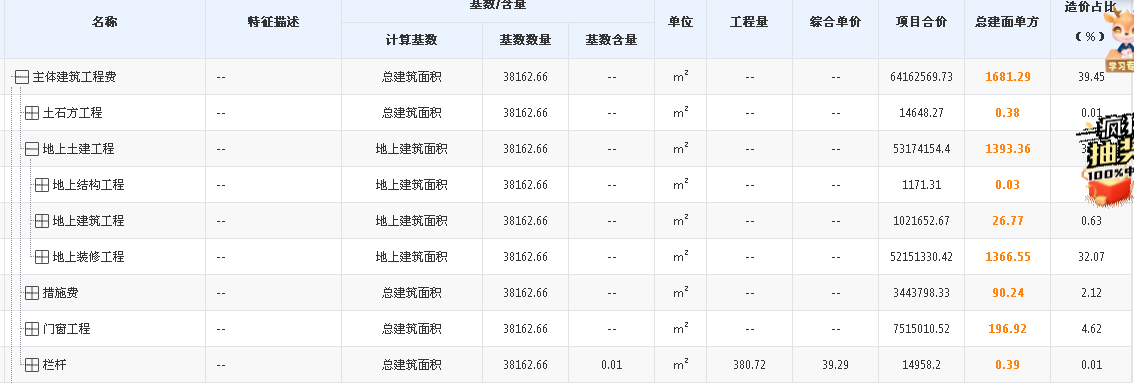 名称 特征描述 基数/含量 单位 工程量 综合单价 项目合价 总建面单方 造价占比
计算基数 基数数量 基数含量 （%）
学习专
主体建筑工程费 -- 总建筑面积 38162.66 -- m² -- -- 64162569.73 1681.29 39.45
土石方工程 -- 总建筑面积 38162.66 -- m² -- -- 14648.27 0.38 0.01
地上土建工程 -- 地上建筑面积 38162.66 -- m² -- -- 53174154.4 1393.36
抽奖
100%中
地上结构工程 -- 地上建筑面积 38162.66 -- m² -- -- 1171.31 0.03
地上建筑工程 -- 地上建筑面积 38162.66 -- m² -- -- 1021652.67 26.77 0.63
地上装修工程 -- 地上建筑面积 38162.66 -- m² -- -- 52151330.42 1366.55 32.07
措施费 -- 总建筑面积 38162.66 -- m² -- -- 3443798.33 90.24 2.12
门窗工程 -- 总建筑面积 38162.66 -- m² -- -- 7515010.52 196.92 4.62
栏杆 -- 总建筑面积 38162.66 0.01 m² 380.72 39.29 14958.2 0.39 0.01